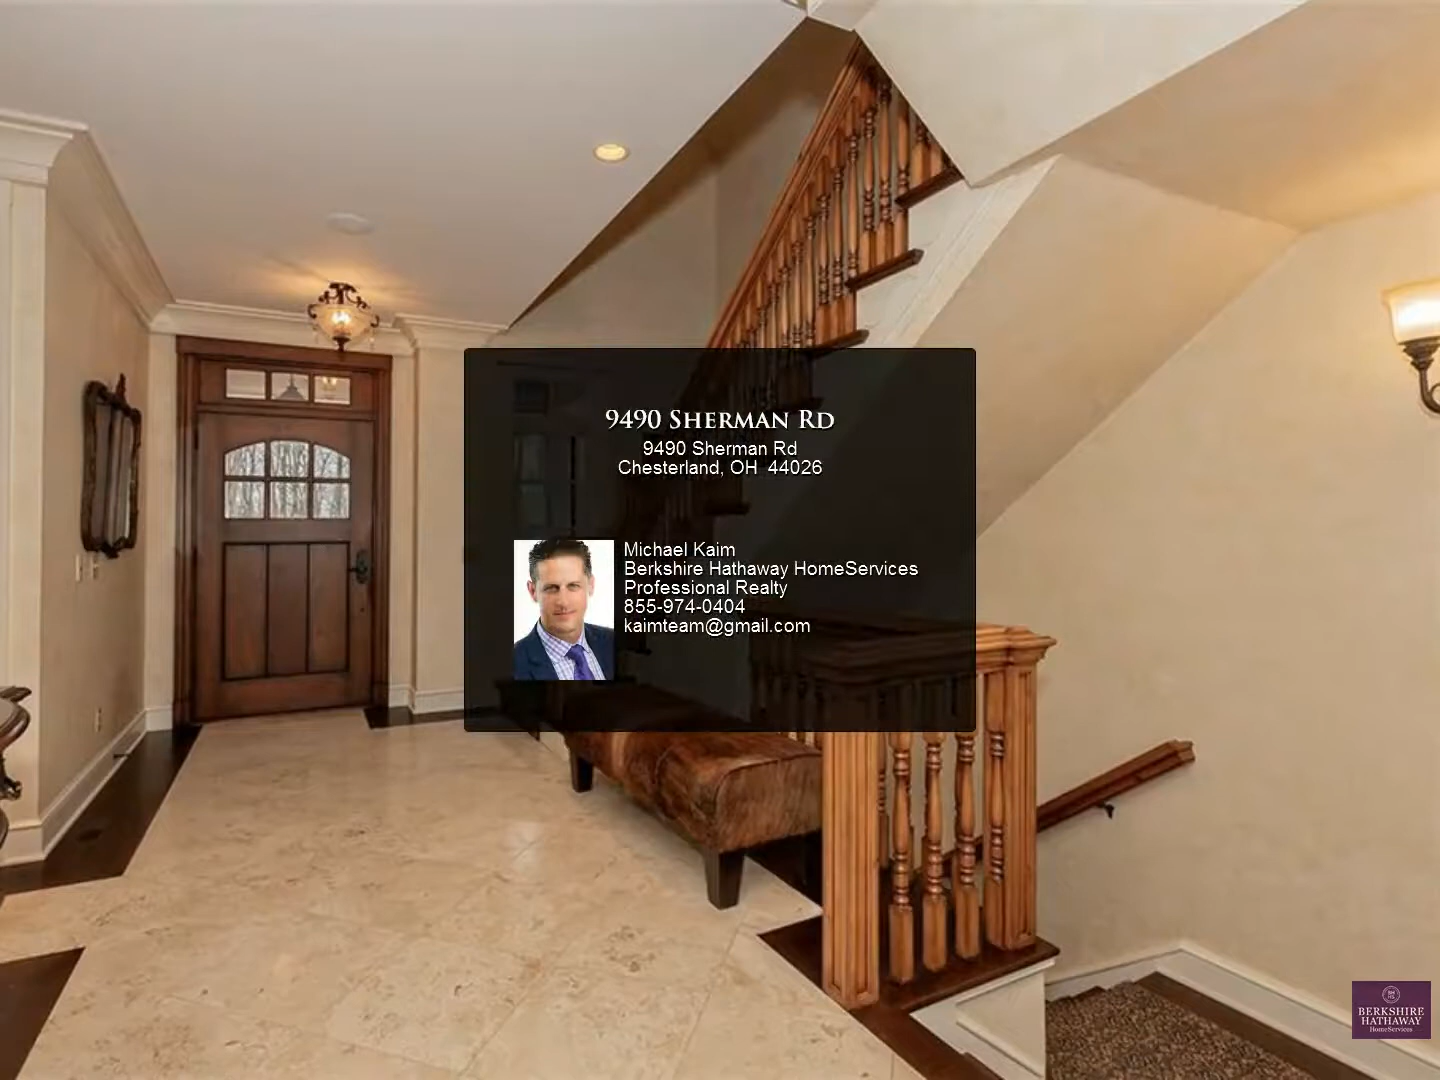 9490 Sherman Rd
9490 Sherman Rd
Chesterland, OH  44026
Michael Kaim
Berkshire Hathaway HomeServices
Professional Realty
855-974-0404
kaimteam@gmail.com
BERKSHIRE
HATHAWAY
HomeServices